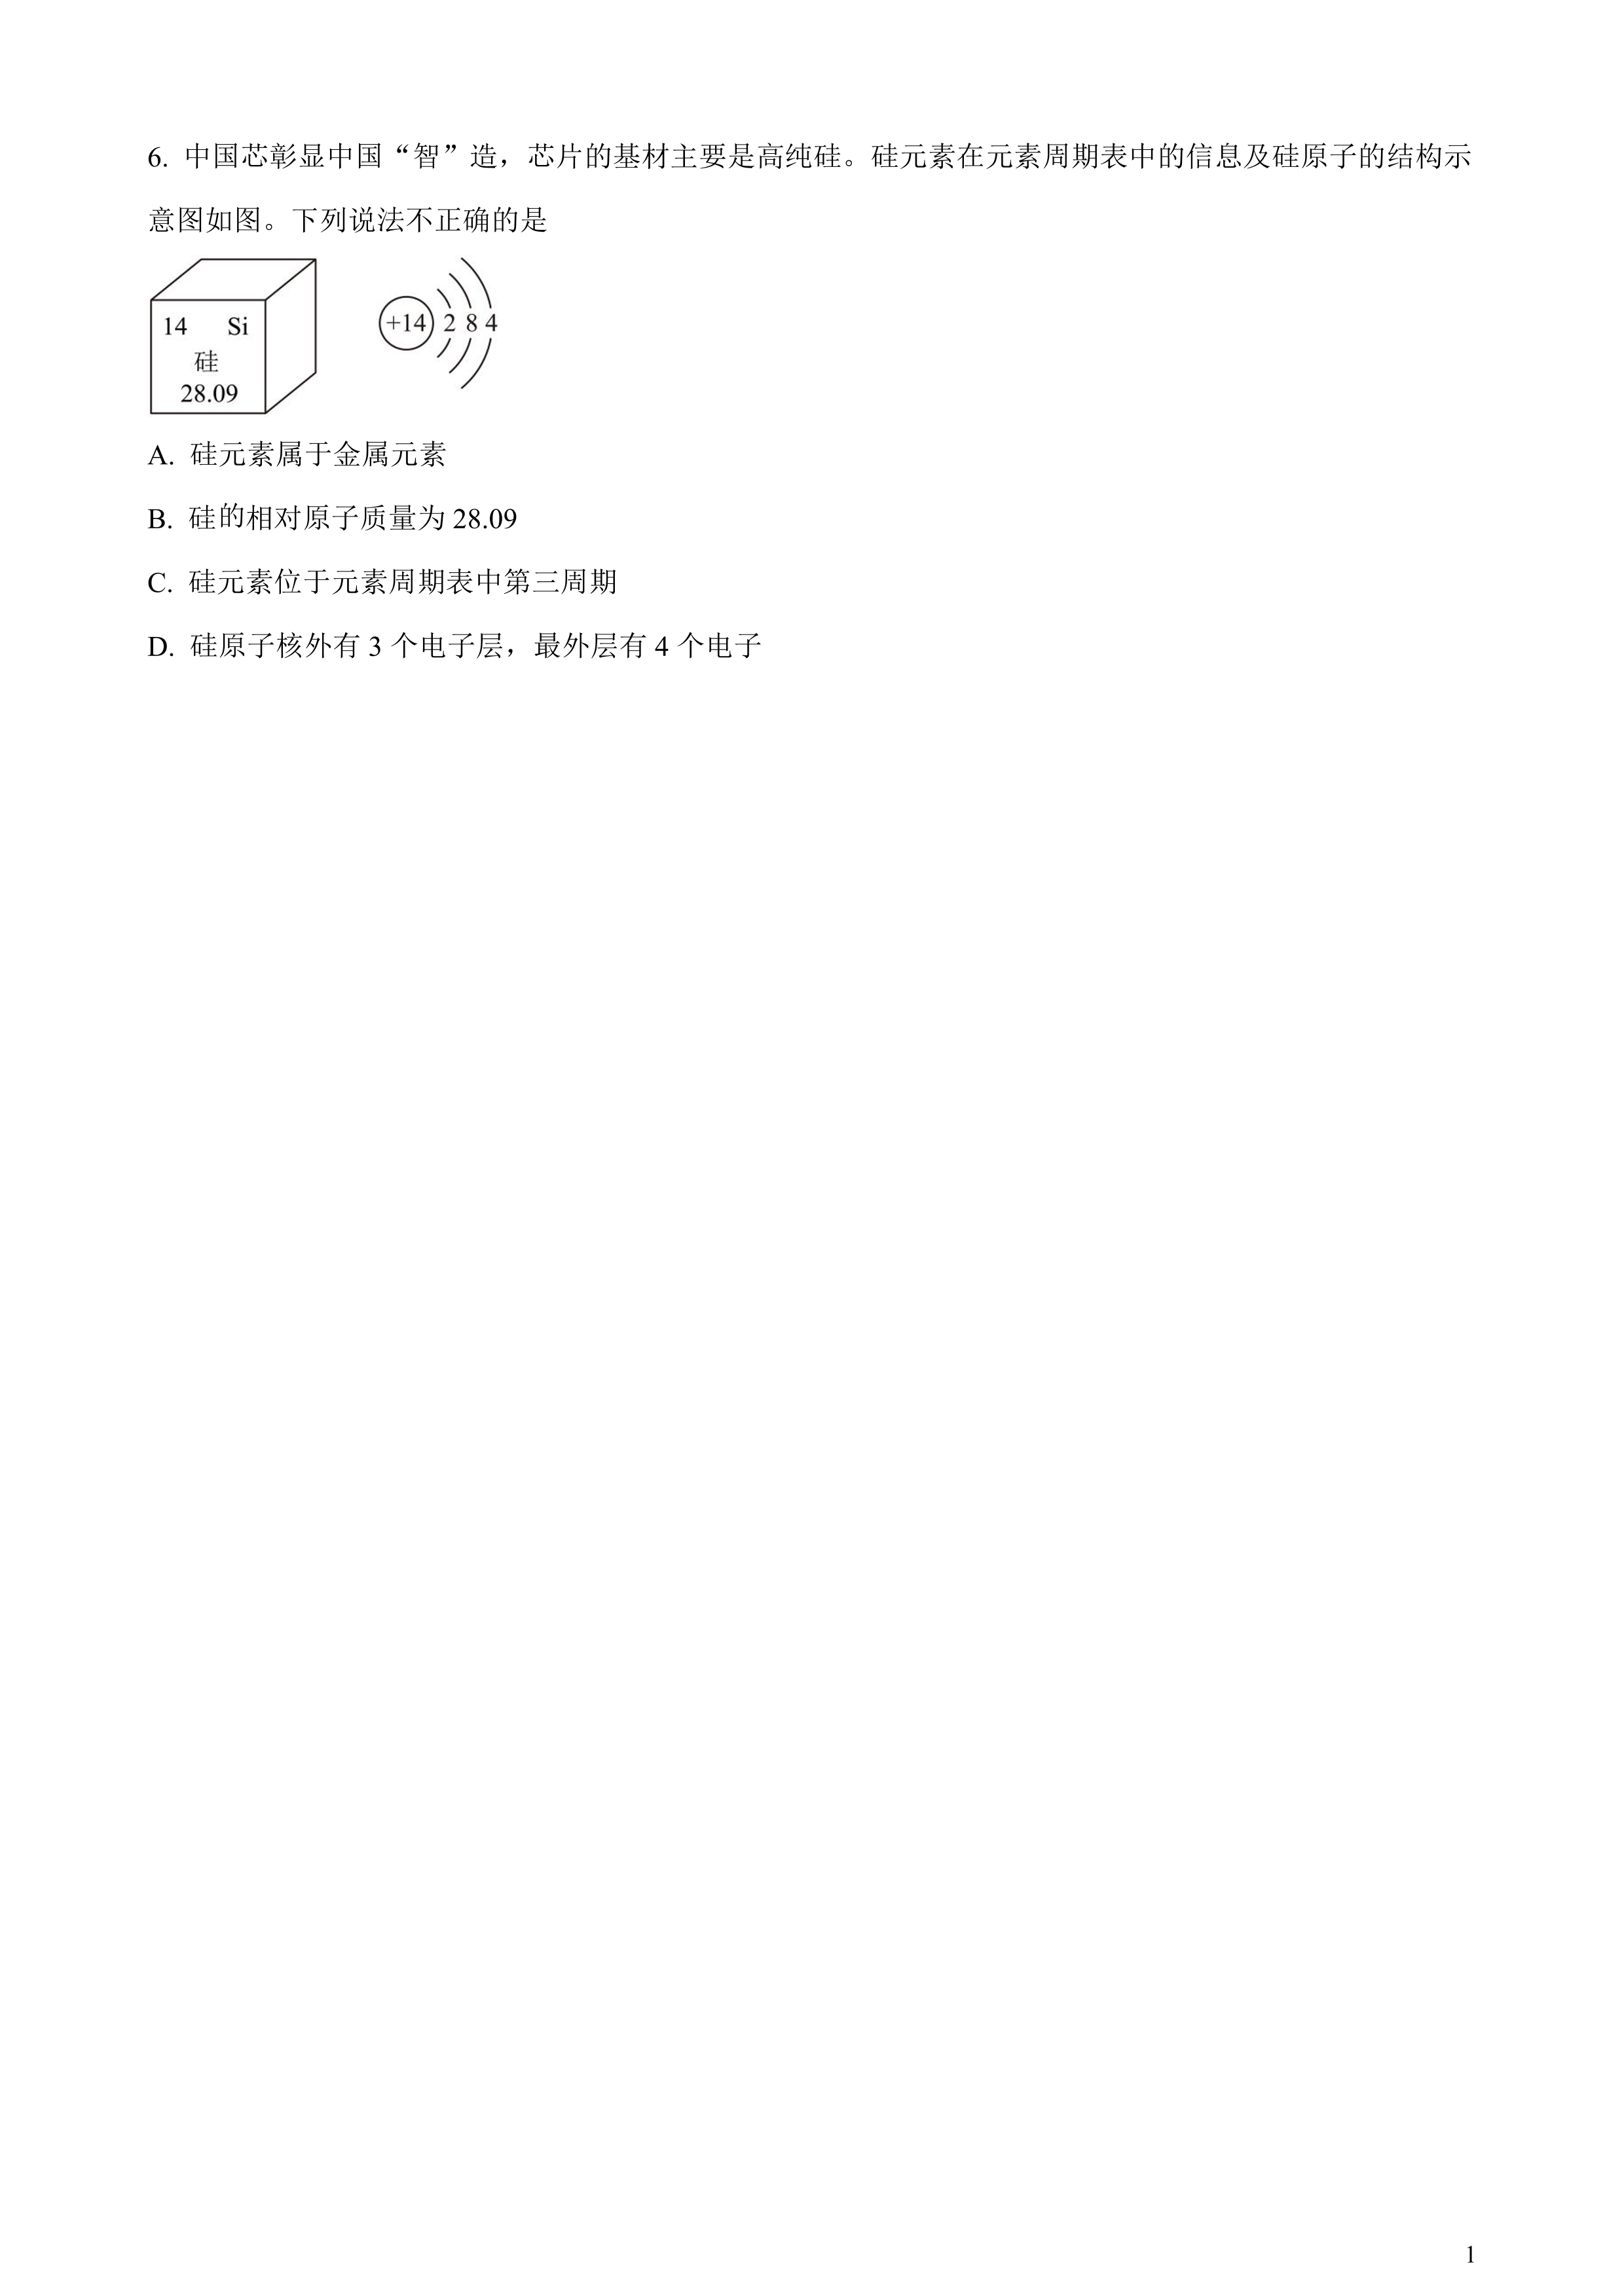 6. 中国芯彰显中国“智”造，芯片的基材主要是高纯硅。硅元素在元素周期表中的信息及硅原子的结构示
意图如图。下列说法不正确的是
14 Si
硅
28.09
+14 2 8 4
A. 硅元素属于金属元素
B. 硅的相对原子质量为 28.09
C. 硅元素位于元素周期表中第三周期
D. 硅原子核外有 3 个电子层，最外层有 4 个电子
1